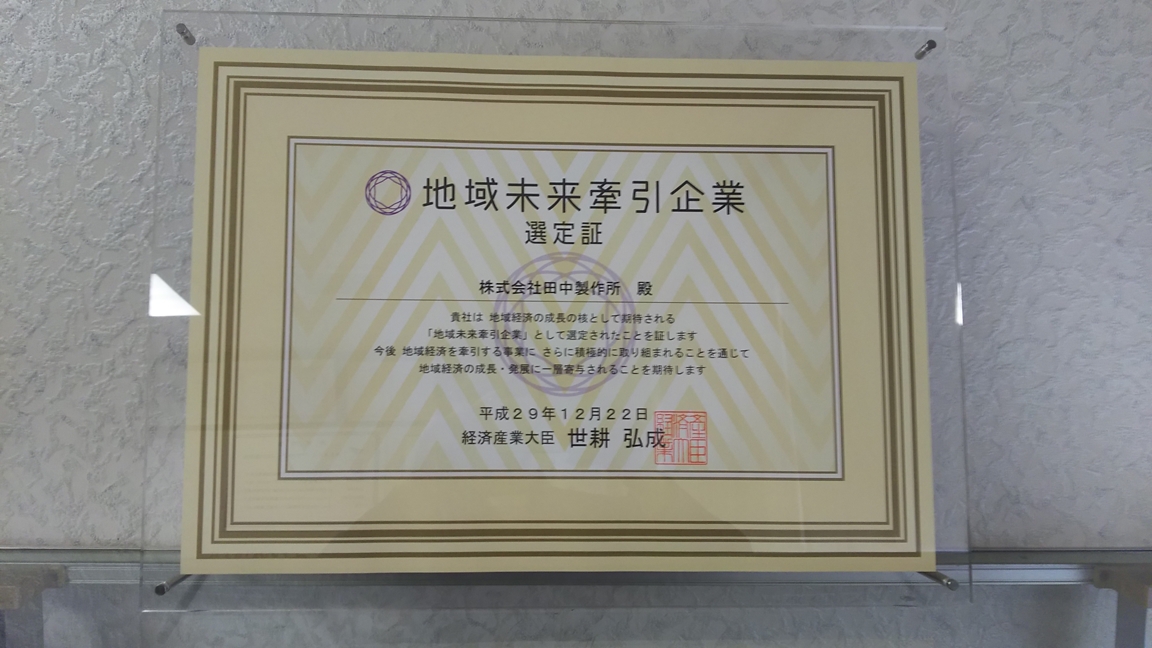 地域未来牽引企業
選定証
株式会社田中製作所　殿
貴社は 地域経済の成長の核として期待される
「地域未来牽引企業」として選定されたことを証します
今後 地域経済を牽引する事業に さらに積極的に取り組まれることを通じて
地域経済の成長・発展に一層寄与されることを期待します
平成２９年１２月２２日
経済産業大臣 世耕 弘成